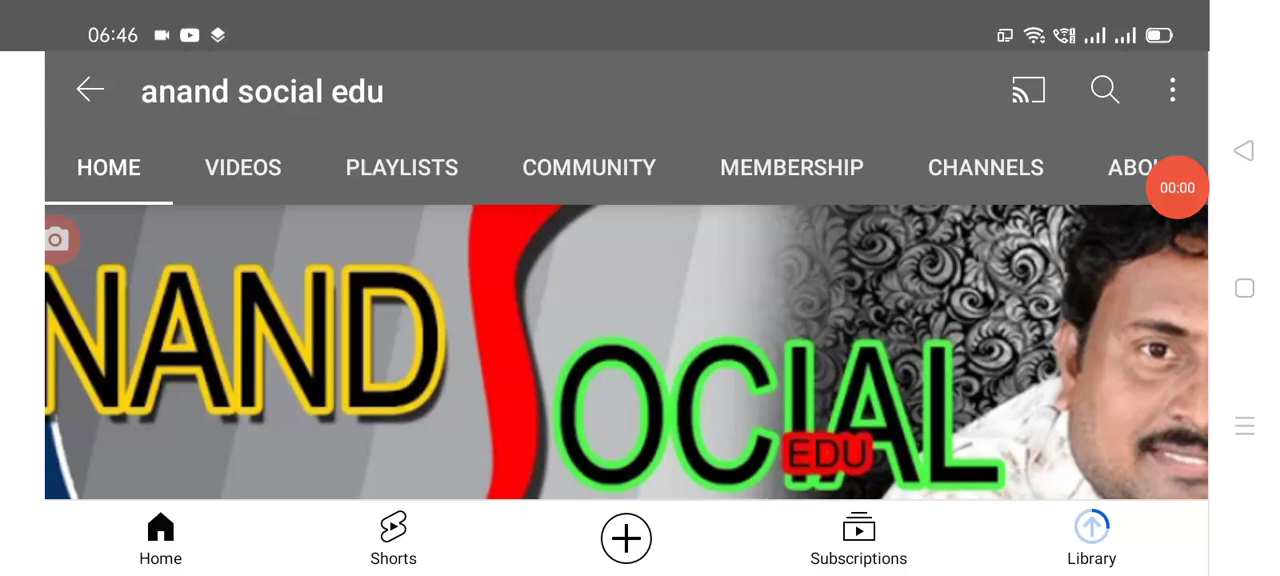 06:46
anand social edu
HOME VIDEOS PLAYLISTS COMMUNITY MEMBERSHIP CHANNELS
00:00
NAND SOCIAL
EDU
Home Shorts Subscriptions Library